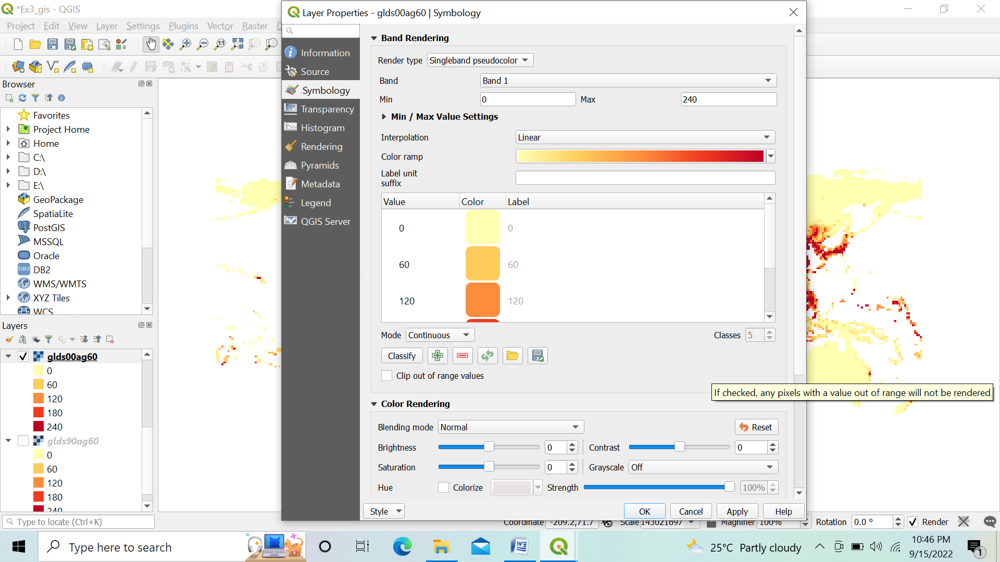 *Ex3_gis - QGIS
Project Edit View Layer Settings Plugins Vector Raster
Browser
Favorites
Project Home
Home
C:\
D:\
E:\
GeoPackage
SpatiaLite
PostGIS
MSSQL
Oracle
DB2
DB2
WMS/WMTS
XYZ Tiles
WCS
Layers
glds00ag60
0
60
120
180
240
glds90ag60
0
60
120
180
240
Type to locate (Ctrl+K)
Layer Properties - glds00ag60 | Symbology
Information
Source
Symbology
Transparency
Histogram
Rendering
Pyramids
Metadata
Legend
QGIS Server
Band Rendering
Render type Singleband pseudocolor
Band Band 1
Min 0 Max 240
Min / Max Value Settings
Interpolation Linear
Color ramp
Label unit
suffix
Value Color Label
0 0
60 60
120 120
Mode Continuous Classes 5
Classify
Clip out of range values
If checked, any pixels with a value out of range will not be rendered
Color Rendering
Blending mode Normal Reset
Brightness 0 Contrast 0
Saturation 0 Grayscale Off
Hue Colorize Strength 100%
Style OK Cancel Apply Help
Coordinate -209.2,71.7 Scale 143021697 Magnifier 100% Rotation 0.0 ° Render
Type here to search
25°C Partly cloudy
10:46 PM
9/15/2022
1